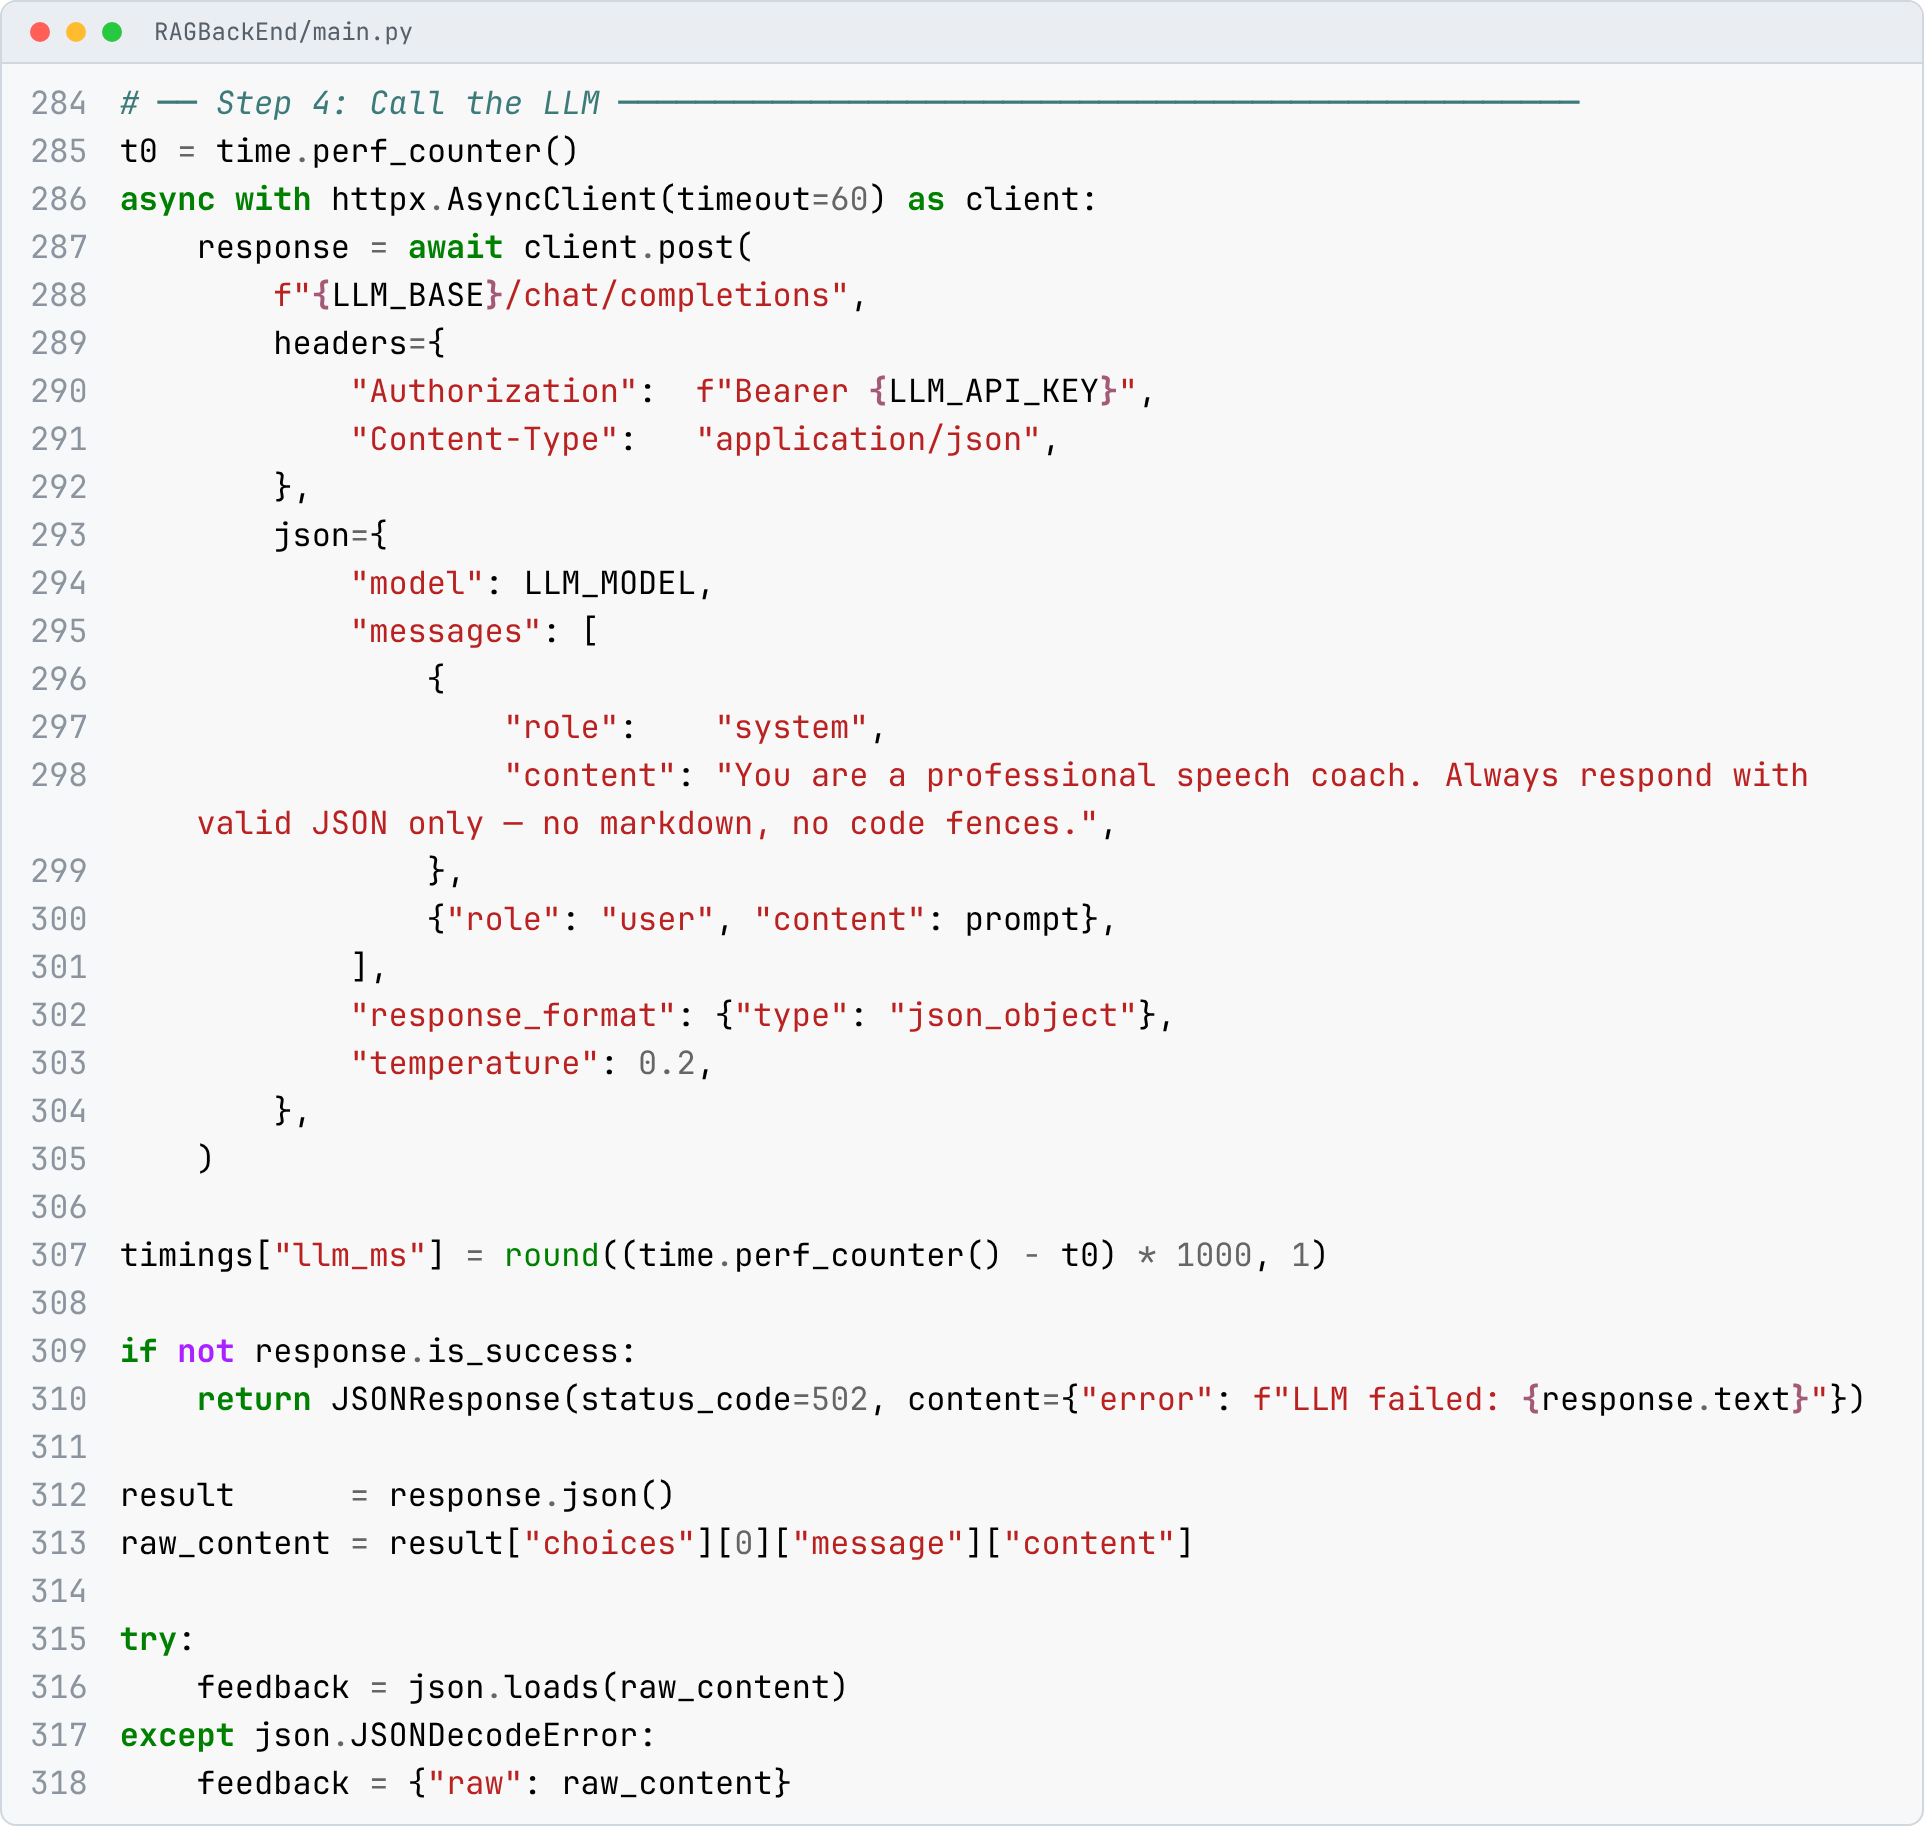 RAGBackEnd/main.py
284 # ── Step 4: Call the LLM ──────────────────────────────────────────────────
285 t0 = time.perf_counter()
286 async with httpx.AsyncClient(timeout=60) as client:
287     response = await client.post(
288         f"{LLM_BASE}/chat/completions",
289         headers={
290             "Authorization":  f"Bearer {LLM_API_KEY}",
291             "Content-Type":   "application/json",
292         },
293         json={
294             "model": LLM_MODEL,
295             "messages": [
296                 {
297                     "role":    "system",
298                     "content": "You are a professional speech coach. Always respond with
    valid JSON only — no markdown, no code fences.",
299                 },
300                 {"role": "user", "content": prompt},
301             ],
302             "response_format": {"type": "json_object"},
303             "temperature": 0.2,
304         },
305     )
306
307 timings["llm_ms"] = round((time.perf_counter() - t0) * 1000, 1)
308
309 if not response.is_success:
310     return JSONResponse(status_code=502, content={"error": f"LLM failed: {response.text}"})
311
312 result      = response.json()
313 raw_content = result["choices"][0]["message"]["content"]
314
315 try:
316     feedback = json.loads(raw_content)
317 except json.JSONDecodeError:
318     feedback = {"raw": raw_content}